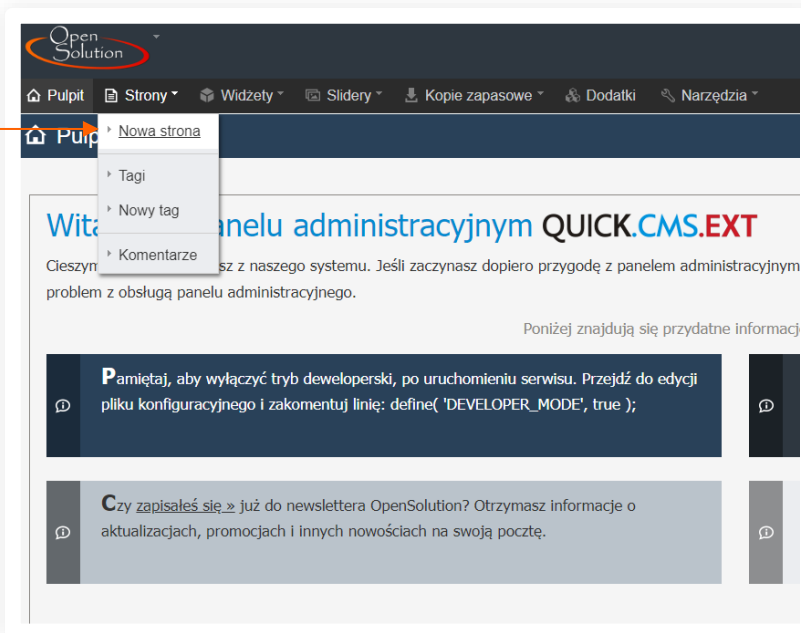 Open
Solution
Pulpit Strony Widżety Slidery Kopie zapasowe Dodatki Narzędzia
Pulp
Nowa strona
Tagi
Nowy tag
Komentarze
Wita anelu administracyjnym QUICK.CMS.EXT
Cieszym sz z naszego systemu. Jeśli zaczynasz dopiero przygodę z panelem administracyjnym
problem z obsługą panelu administracyjnego.
Poniżej znajdują się przydatne informacje
Pamiętaj, aby wyłączyć tryb deweloperski, po uruchomieniu serwisu. Przejdź do edycji
pliku konfiguracyjnego i zakomentuj linię: define( 'DEVELOPER_MODE', true );
Czy zapisałeś się » już do newslettera OpenSolution? Otrzymasz informacje o
aktualizacjach, promocjach i innych nowościach na swoją pocztę.